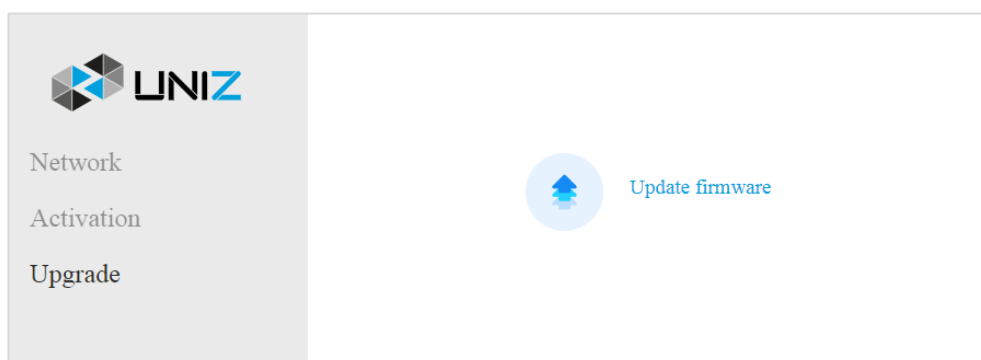 UNIZ
Network
Activation
Upgrade
Update firmware